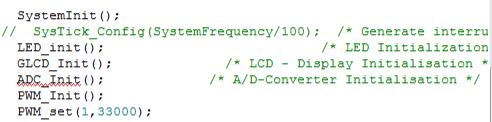 SystemInit();
// SysTick_Config(SystemFrequency/100); /* Generate interru
LED_init(); /* LED Initialization
GLCD_Init(); /* LCD - Display Initialisation *
ADC_Init(); /* A/D-Converter Initialisation */
PWM_Init();
PWM_set(1,33000);